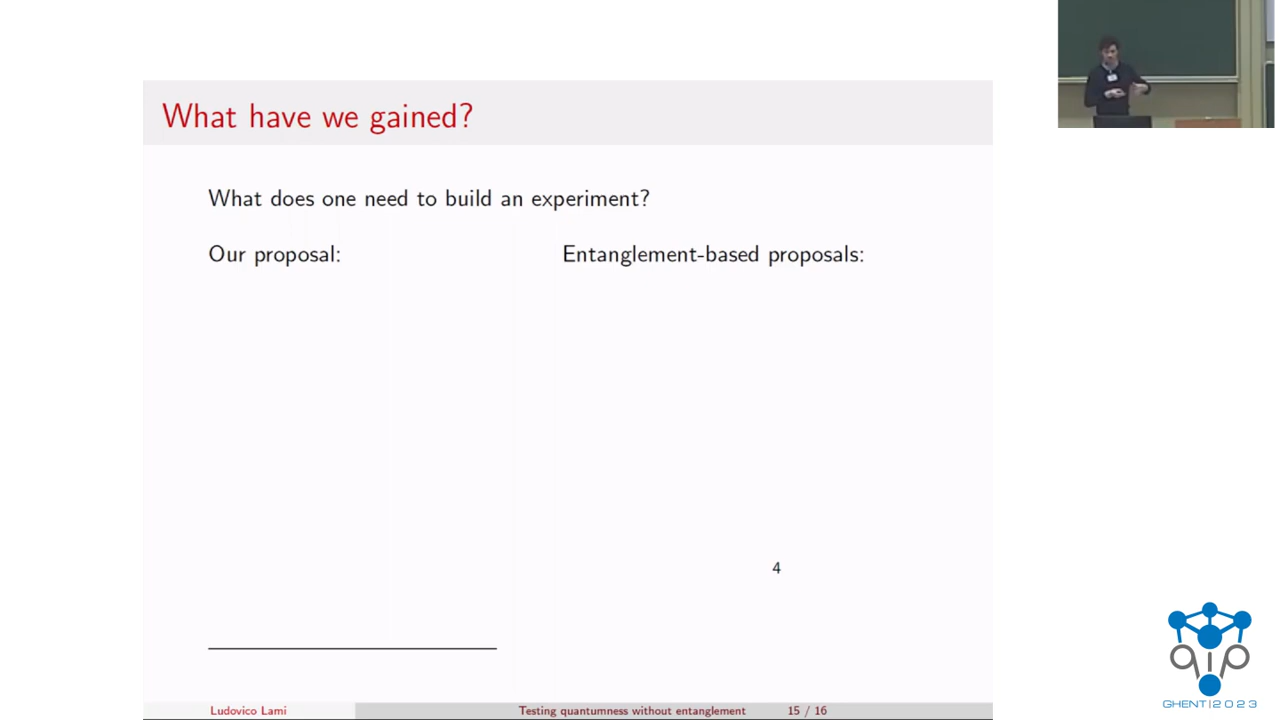 What have we gained?
What does one need to build an experiment?
Our proposal:
Entanglement-based proposals:
4
Ludovico Lami
Testing quantumness without entanglement
15 / 16
qip
GHENT|2023